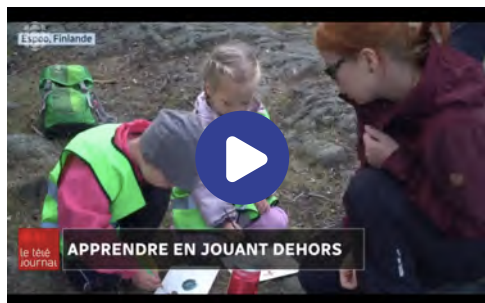 Espoo, Finlande
le télé
journal
APPRENDRE EN JOUANT DEHORS